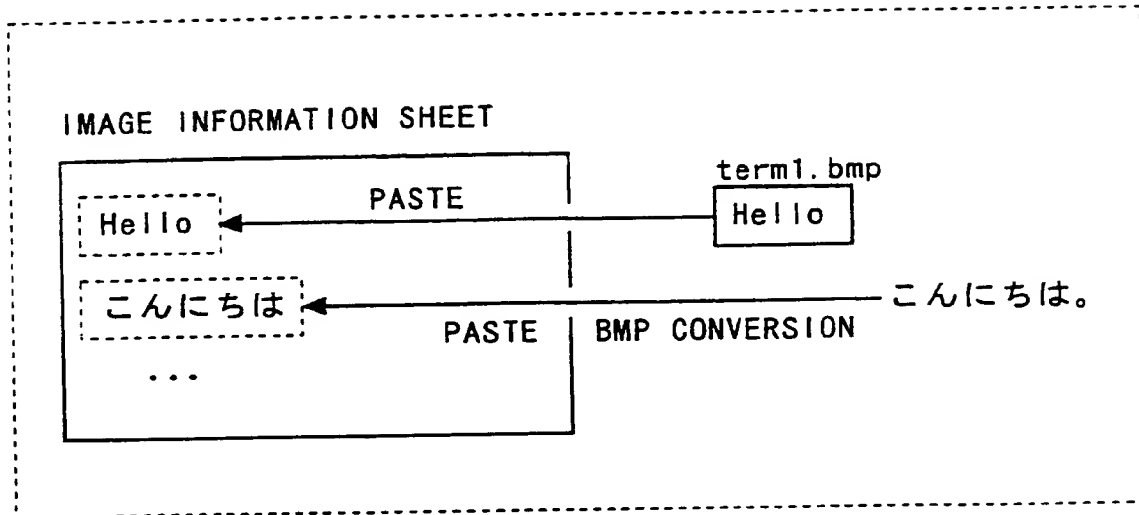 IMAGE INFORMATION SHEET
term1.bmp
Hello
PASTE
Hello
こんにちは
こんにちは。
PASTE
BMP CONVERSION
...